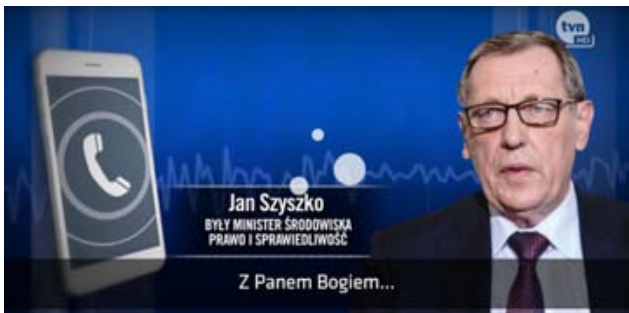 tvn
HD
Jan Szyszko
BYŁY MINISTER ŚRODOWISKA
PRAWO I SPRAWIEDLIWOŚĆ
Z Panem Bogiem...